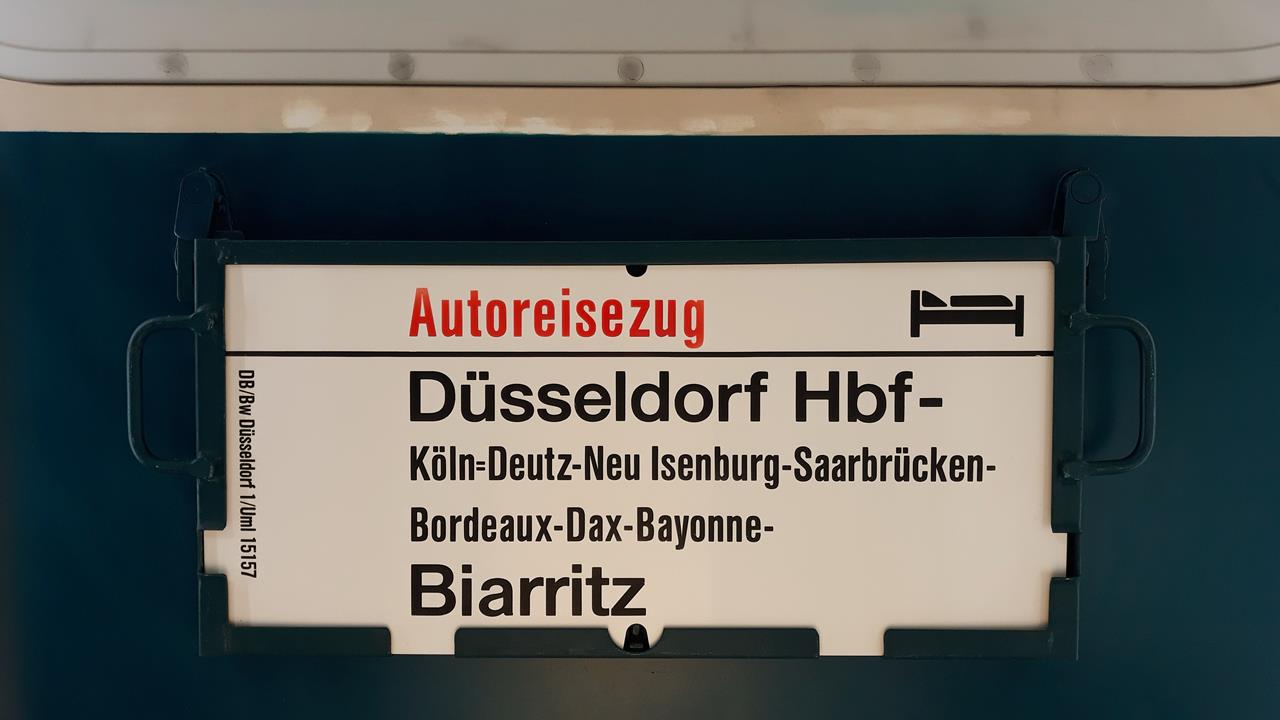 Autoreisezug
Düsseldorf Hbf-
Köln=Deutz-Neu Isenburg-Saarbrücken-
Bordeaux-Dax-Bayonne-
Biarritz
DB/Bw Düsseldorf 1/Uml 15157